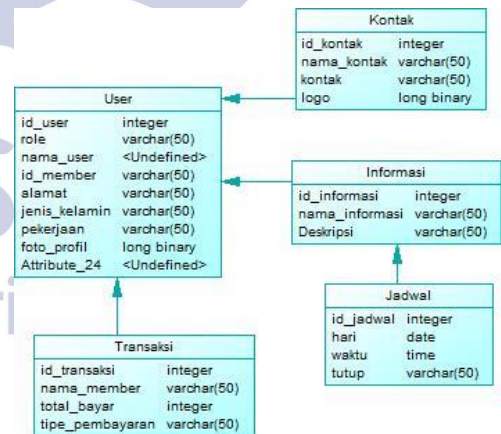 Kontak
id_kontak integer
nama_kontak varchar(50)
kontak varchar(50)
logo long binary
User
id_user integer
role varchar(50)
nama_user <Undefined>
id_member varchar(50)
alamat varchar(50)
jenis_kelamin varchar(50)
pekerjaan varchar(50)
foto_profil long binary
Attribute_24 <Undefined>
Informasi
id_informasi integer
nama_informasi varchar(50)
Deskripsi varchar(50)
Jadwal
id_jadwal integer
hari date
waktu time
tutup varchar(50)
Transaksi
id_transaksi integer
nama_member varchar(50)
total_bayar integer
tipe_pembayaran varchar(50)